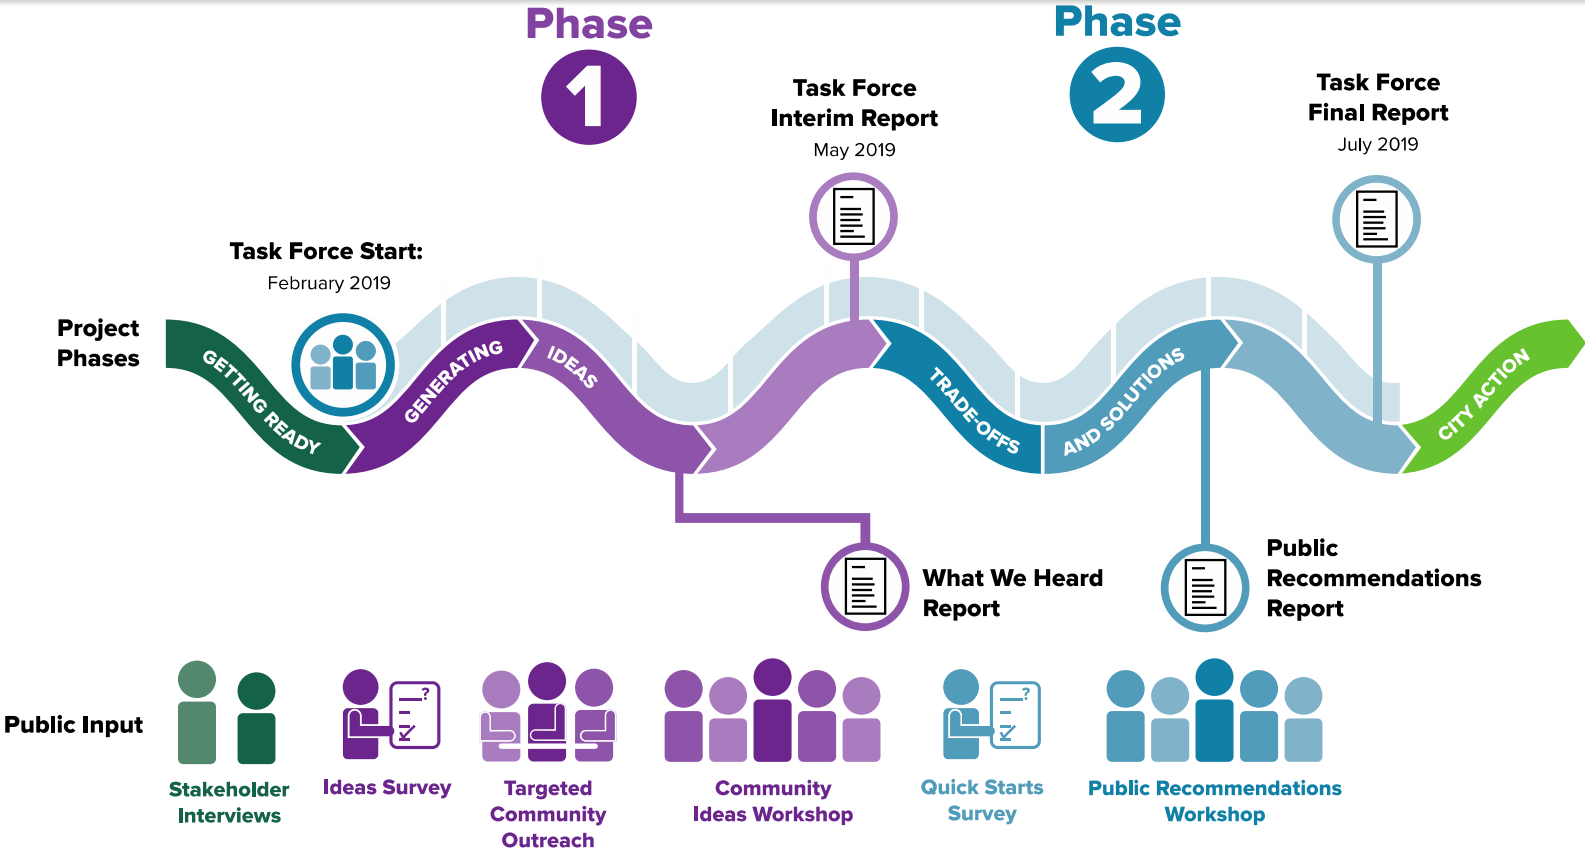 Phase
1
Phase
2
Task Force
Interim Report
May 2019
Task Force
Final Report
July 2019
Task Force Start:
February 2019
Project
Phases
GETTING READY
GENERATING
IDEAS
TRADE-OFFS
AND SOLUTIONS
CITY ACTION
What We Heard
Report
Public
Recommendations
Report
Public Input
?
?
Stakeholder
Interviews
Ideas Survey
Targeted
Community
Outreach
Community
Ideas Workshop
Quick Starts
Survey
Public Recommendations
Workshop